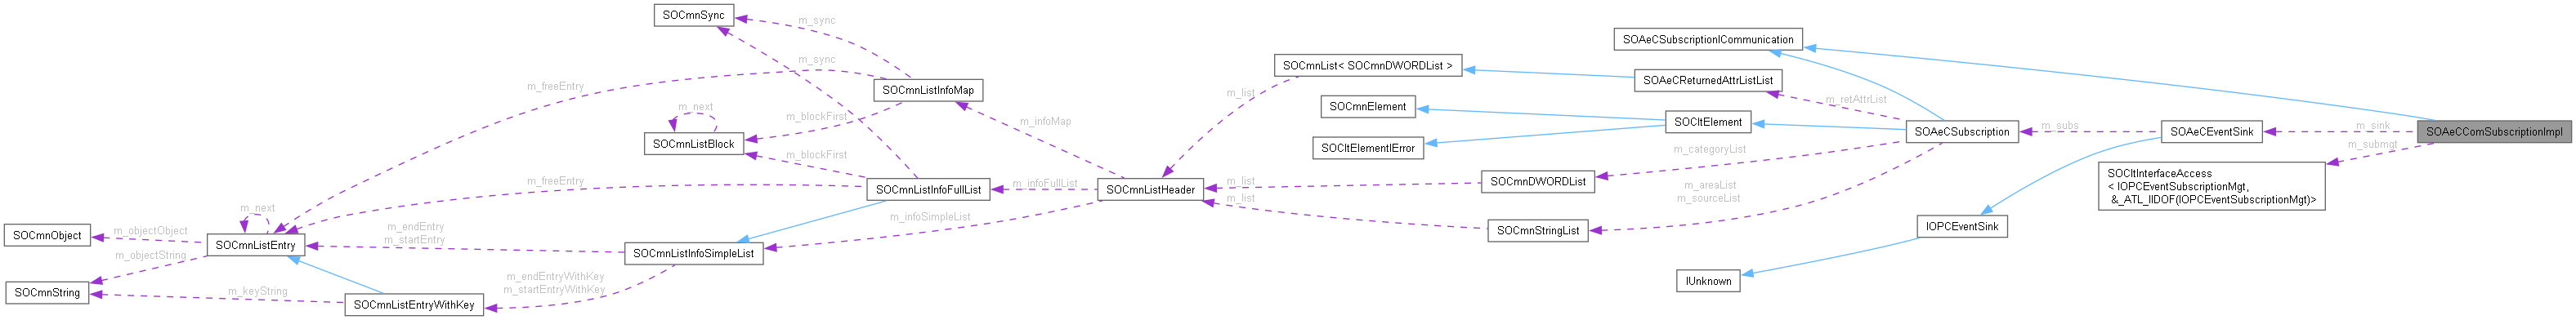 SOCmnSync
m_sync
SOAeCSubscriptionICommunication
m_sync
SOCmnList< SOCmnDWORDList >
SOAeCReturnedAttrListList
m_freeEntry
SOCmnListInfoMap
m_list
m_retAttrList
SOCmnElement
m_next
m_blockFirst
m_infoMap
SOCltElement
SOAeCSubscription
m_subs
SOAeCEventSink
m_sink
SOAeCComSubscriptionImpl
SOCmnListBlock
SOCltElementIError
m_categoryList
m_submgt
m_blockFirst
m_freeEntry
SOCmnListInfoFullList
m_infoFullList
SOCmnListHeader
m_list
SOCmnDWORDList
m_areaList
m_sourceList
m_list
SOCltInterfaceAccess
< IOPCEventSubscriptionMgt,
&_ATL_IIDOF(IOPCEventSubscriptionMgt)>
m_next
m_infoSimpleList
SOCmnObject
m_objectObject
SOCmnListEntry
m_endEntry
m_startEntry
SOCmnStringList
IOPCEventSink
m_objectString
SOCmnListInfoSimpleList
SOCmnString
m_keyString
SOCmnListEntryWithKey
m_endEntryWithKey
m_startEntryWithKey
IUnknown